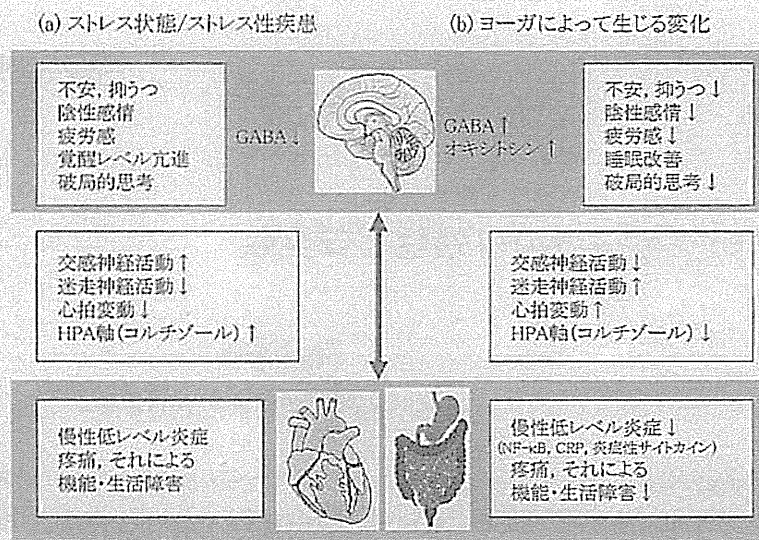 (a) ストレス状態/ストレス性疾患
(b) ヨーガによって生じる変化
不安, 抑うつ
陰性感情
疲労感
覚醒レベル亢進
破局的思考
GABA↓
GABA↑
オキシトシン↑
不安, 抑うつ↓
陰性感情↓
疲労感↓
睡眠改善
破局的思考↓
交感神経活動↑
迷走神経活動↓
心拍変動↓
HPA軸(コルチゾール)↑
交感神経活動↓
迷走神経活動↑
心拍変動↑
HPA軸(コルチゾール)↓
慢性低レベル炎症
疼痛, それによる
機能・生活障害
慢性低レベル炎症↓
(NF-κB, CRP, 炎症性サイトカイン)
疼痛, それによる
機能・生活障害↓